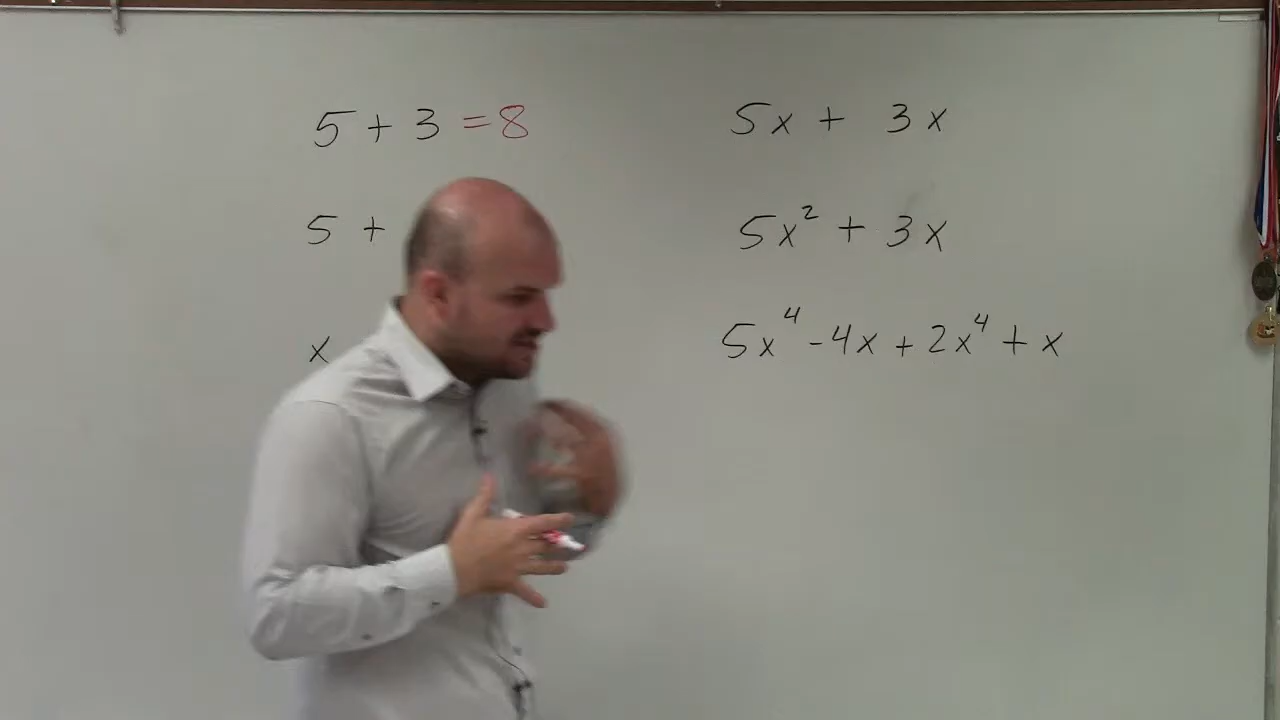 5 + 3 = 8
5 +
x
5x + 3x
5x² + 3x
5x⁴ - 4x + 2x⁴ + x